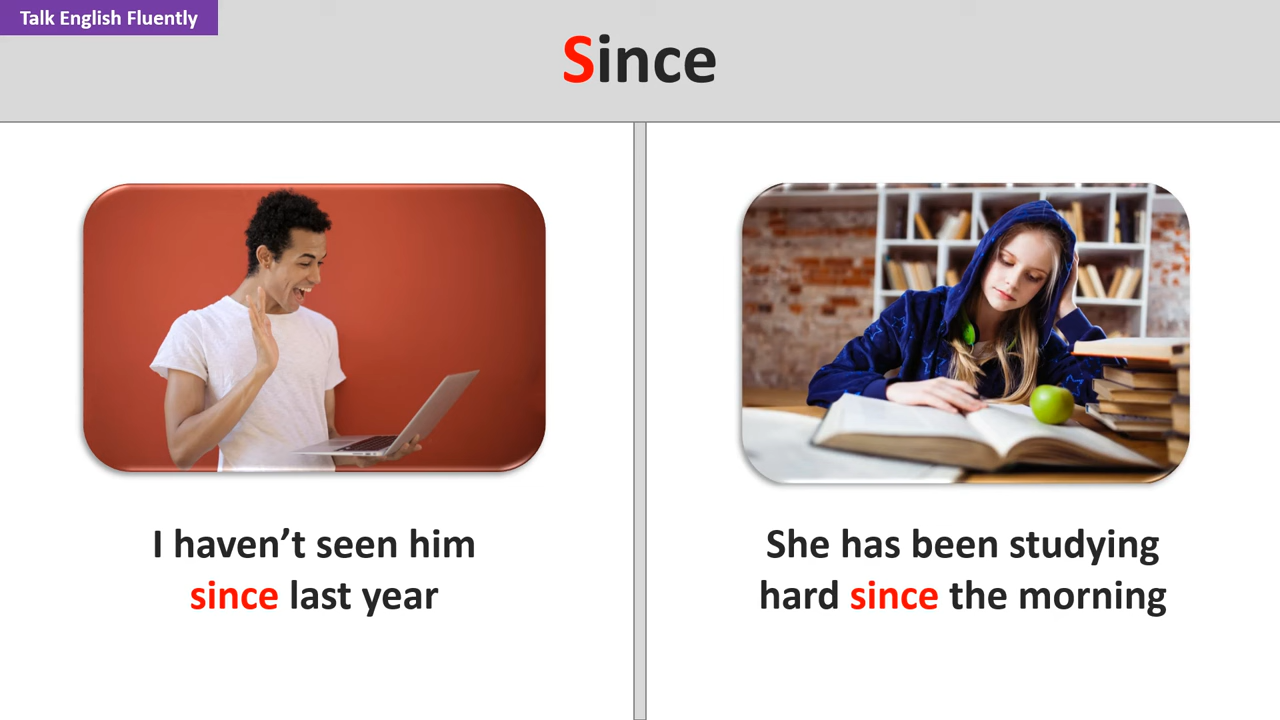 Talk English Fluently
Since
I haven’t seen him
since last year
She has been studying
hard since the morning